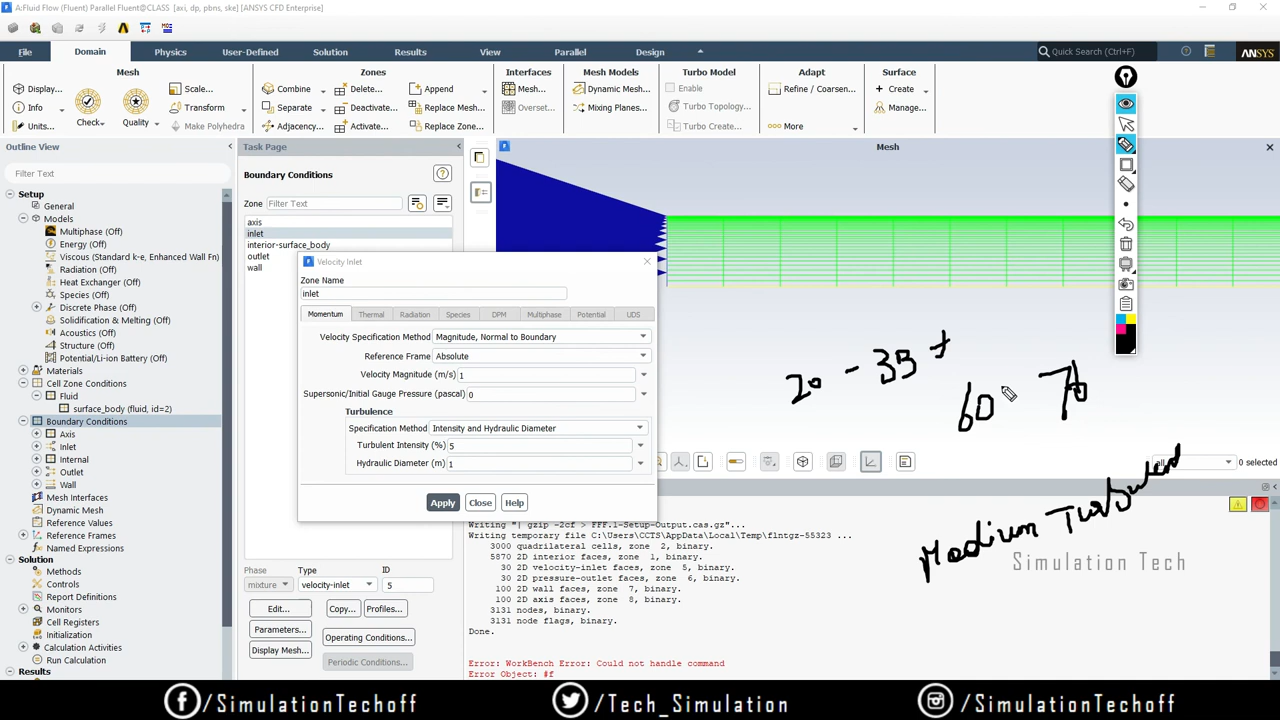 A:Fluid Flow (Fluent) Parallel Fluent@CLASS [axi, dp, pbns, ske] [ANSYS CFD Enterprise]
File Domain Physics User-Defined Solution Results View Parallel Design Quick Search (Ctrl+F) ANSYS
Mesh Zones Interfaces Mesh Models Turbo Model Adapt Surface
Display... Scale... Combine Delete... Append Mesh... Dynamic Mesh... Enable Refine / Coarsen... Create
Info Transform Separate Deactivate... Replace Mesh... Overset... Mixing Planes... Turbo Topology... Manage...
Units... Check Quality Make Polyhedra Adjacency... Activate... Replace Zone... Turbo Create... More
Outline View
Filter Text
Setup
General
Models
Multiphase (Off)
Energy (Off)
Viscous (Standard k-e, Enhanced Wall Fn)
Radiation (Off)
Heat Exchanger (Off)
Species (Off)
Discrete Phase (Off)
Solidification & Melting (Off)
Acoustics (Off)
Structure (Off)
Potential/Li-ion Battery (Off)
Materials
Cell Zone Conditions
Fluid
surface_body (fluid, id=2)
Boundary Conditions
Axis
Inlet
Internal
Outlet
Wall
Mesh Interfaces
Dynamic Mesh
Reference Values
Reference Frames
Named Expressions
Solution
Methods
Controls
Report Definitions
Monitors
Cell Registers
Initialization
Calculation Activities
Run Calculation
Results
Task Page
Boundary Conditions
Zone Filter Text
axis
inlet
interior-surface_body
outlet
wall
Velocity Inlet
Zone Name
inlet
Momentum Thermal Radiation Species DPM Multiphase Potential UDS
Velocity Specification Method Magnitude, Normal to Boundary
Reference Frame Absolute
Velocity Magnitude (m/s) 1
Supersonic/Initial Gauge Pressure (pascal) 0
Turbulence
Specification Method Intensity and Hydraulic Diameter
Turbulent Intensity (%) 5
Hydraulic Diameter (m) 1
Apply Close Help
Phase Type ID
mixture velocity-inlet 5
Edit... Copy... Profiles...
Parameters... Operating Conditions...
Display Mesh... Periodic Conditions...
Mesh
60
Medium Turbulent
all
0 selected
Writing "| gzip -2cf > FFF.1-Setup-Output.cas.gz"...
Writing temporary file C:\Users\CCTS\AppData\Local\Temp\flntgz-55323 ...
3000 quadrilateral cells, zone 2, binary.
5870 2D interior faces, zone 1, binary.
30 2D velocity-inlet faces, zone 5, binary.
30 2D pressure-outlet faces, zone 6, binary.
100 2D wall faces, zone 7, binary.
100 2D axis faces, zone 8, binary.
3131 nodes, binary.
3131 node flags, binary.
Done.
Error: WorkBench Error: Could not handle command
Error Object: #f
Simulation Tech
/SimulationTechoff /Tech_Simulation /SimulationTechoff